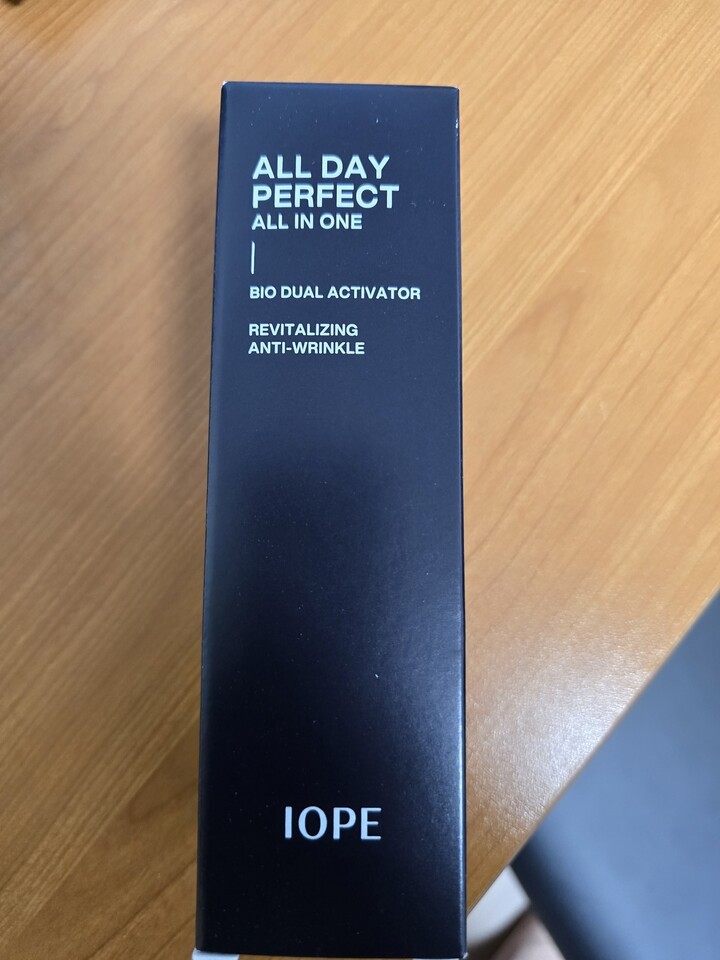 ALL DAY
PERFECT
ALL IN ONE
BIO DUAL ACTIVATOR
REVITALIZING
ANTI-WRINKLE
IOPE